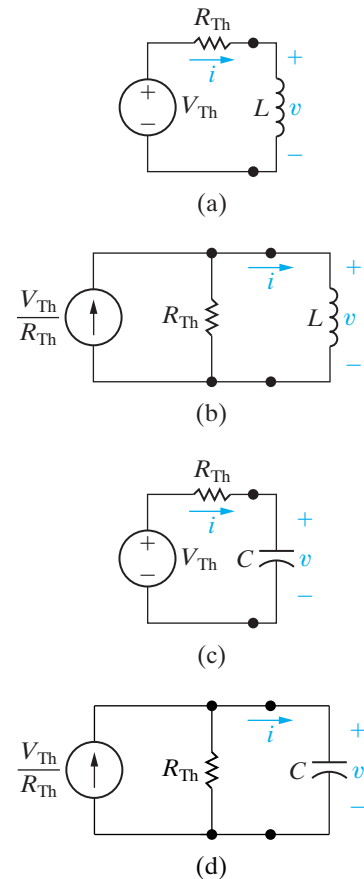 R_Th
+
i
+
−
V_Th
L
v
−
(a)
V_Th
R_Th
R_Th
i
+
L
v
−
(b)
R_Th
i
+
+
−
V_Th
C
v
−
(c)
V_Th
R_Th
R_Th
i
+
C
v
−
(d)